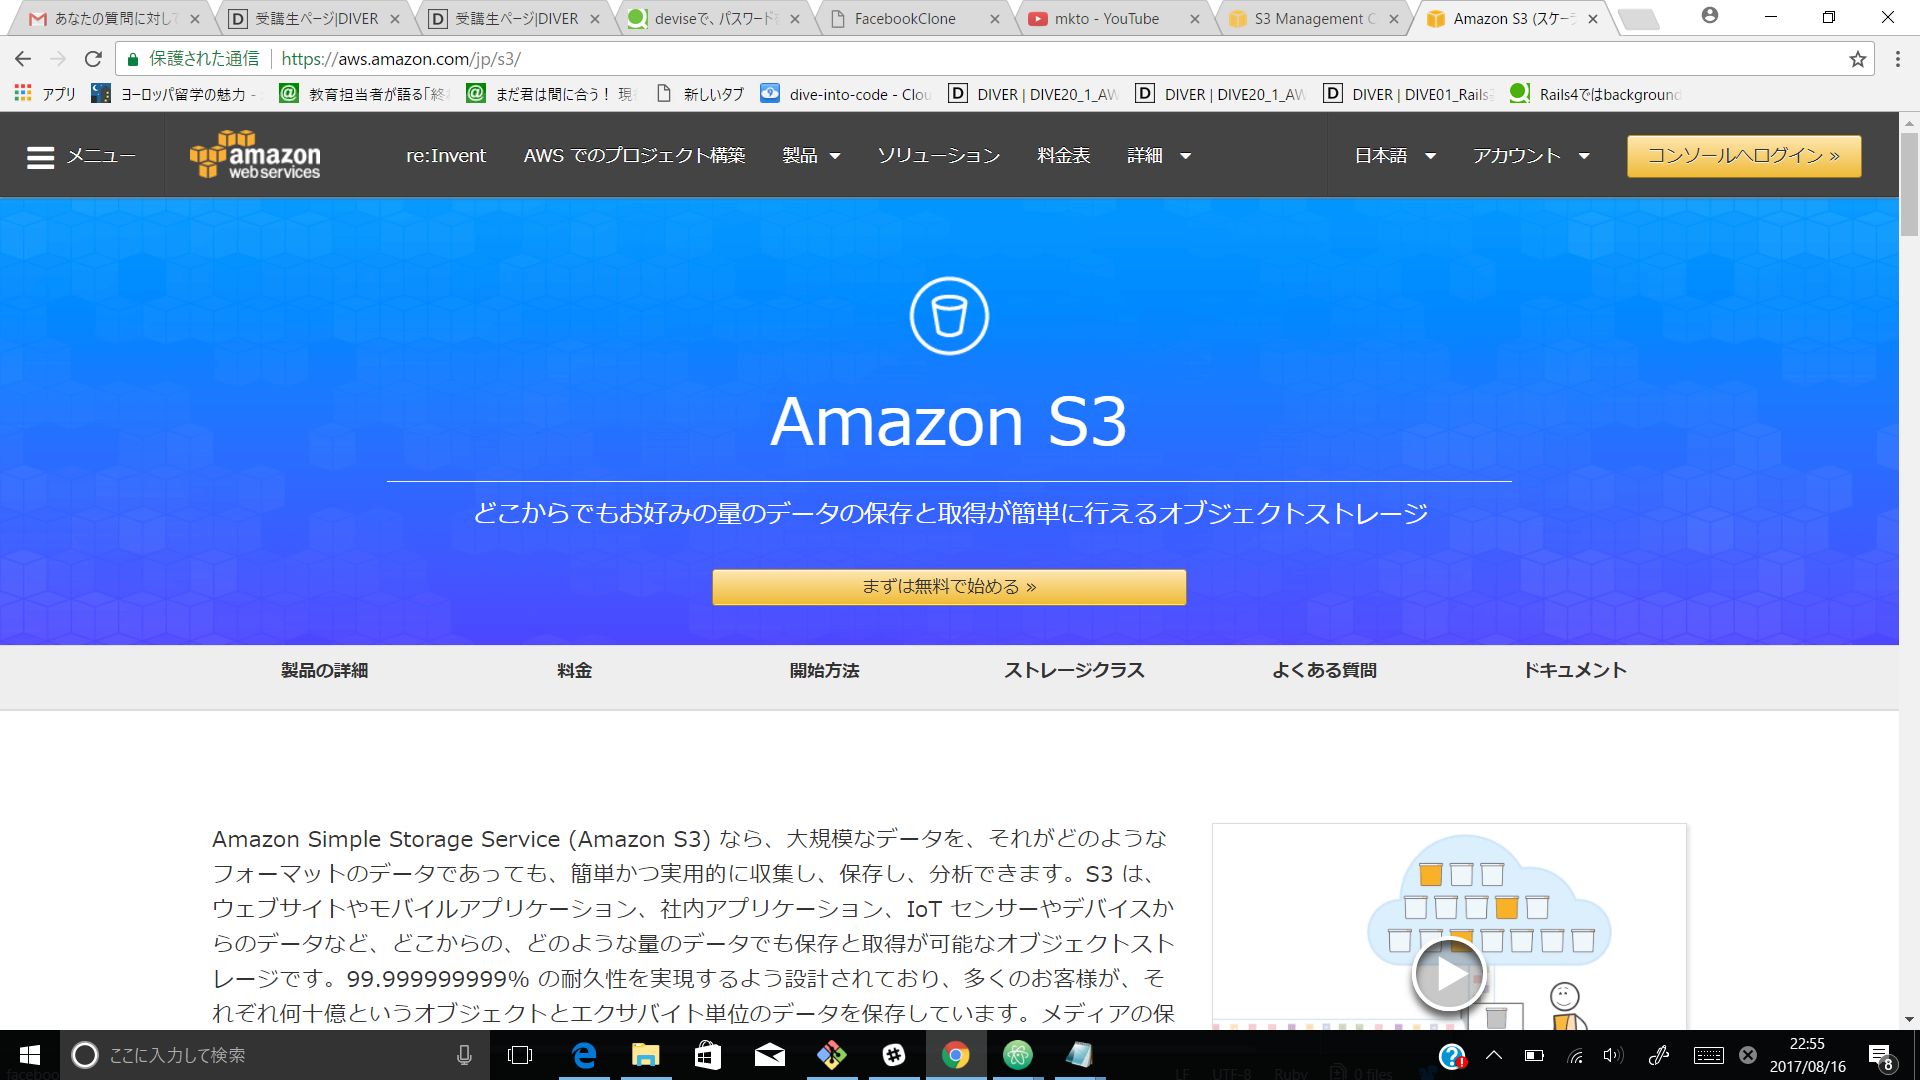 あなたの質問に対して
受講生ページ|DIVER
受講生ページ|DIVER
deviseで、パスワードを
FacebookClone
mkto - YouTube
S3 Management C
Amazon S3 (スケーラ
保護された通信
https://aws.amazon.com/jp/s3/
アプリ
ヨーロッパ留学の魅力 -
教育担当者が語る「終
まだ君は間に合う！ 現
新しいタブ
dive-into-code - Clou
DIVER | DIVE20_1_AW
DIVER | DIVE20_1_AW
DIVER | DIVE01_Rails
Rails4ではbackground
メニュー
amazon
webservices
re:Invent
AWS でのプロジェクト構築
製品
ソリューション
料金表
詳細
日本語
アカウント
コンソールへログイン »
Amazon S3
どこからでもお好みの量のデータの保存と取得が簡単に行えるオブジェクトストレージ
まずは無料で始める »
製品の詳細
料金
開始方法
ストレージクラス
よくある質問
ドキュメント
Amazon Simple Storage Service (Amazon S3) なら、大規模なデータを、それがどのような
フォーマットのデータであっても、簡単かつ実用的に収集し、保存し、分析できます。S3 は、
ウェブサイトやモバイルアプリケーション、社内アプリケーション、IoT センサーやデバイスか
らのデータなど、どこからの、どのような量のデータでも保存と取得が可能なオブジェクトスト
レージです。99.999999999% の耐久性を実現するよう設計されており、多くのお客様が、そ
れぞれ何十億というオブジェクトとエクサバイト単位のデータを保存しています。メディアの保
ここに入力して検索
22:55
2017/08/16
8
LF
UTF-8
Ruby
0 files